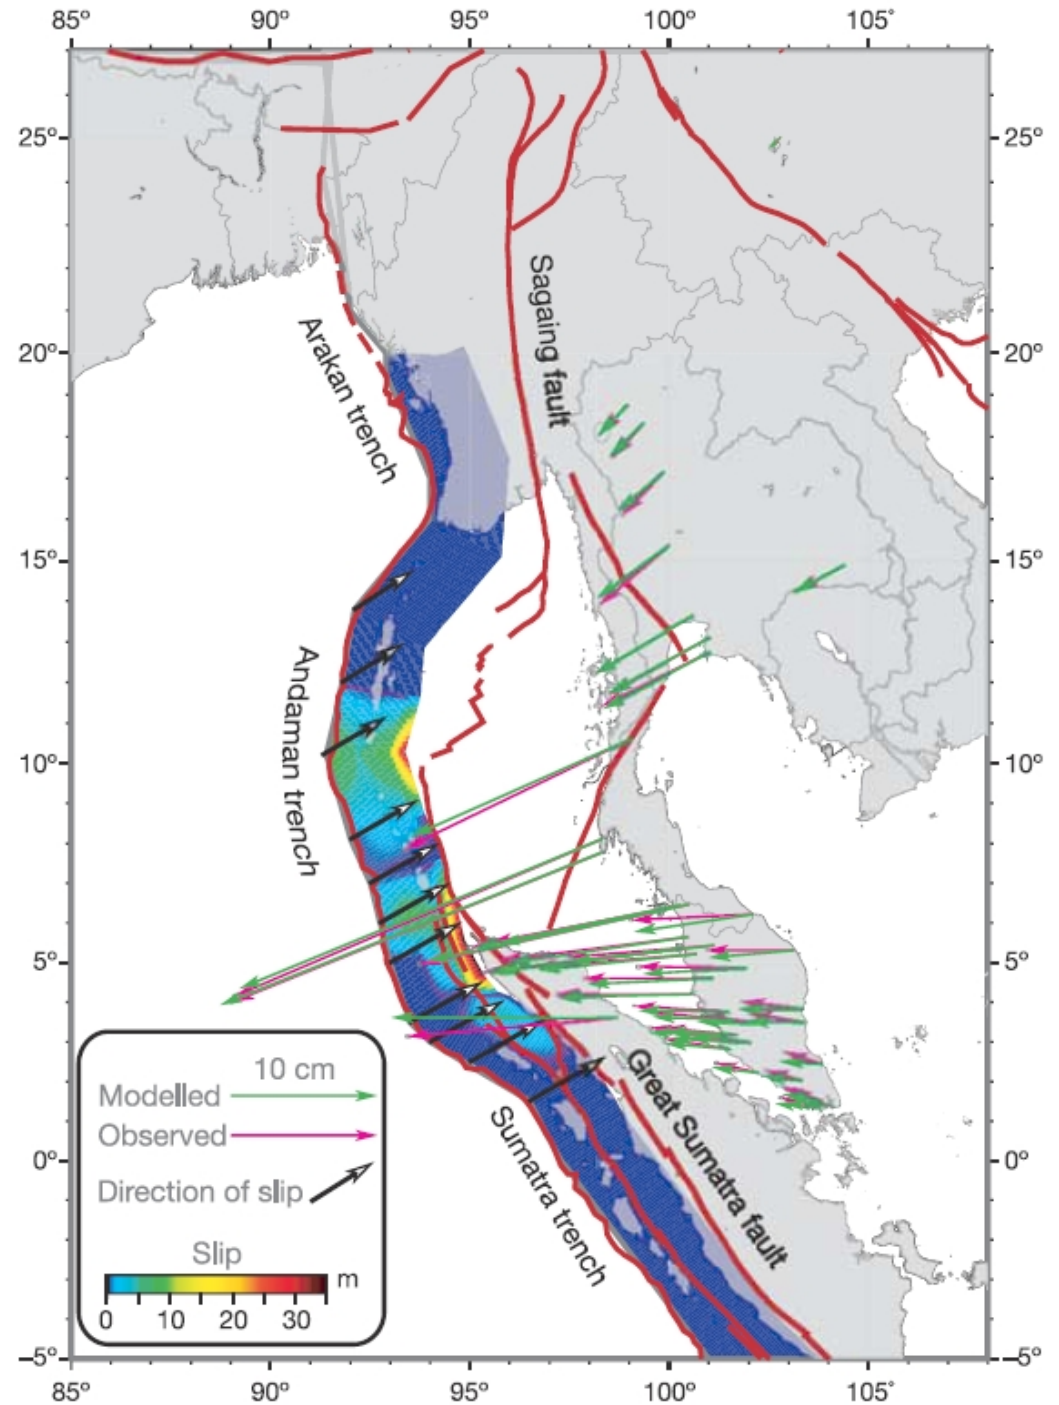 85° 90° 95° 100° 105°
25° 25°
Sagaing fault
Arakan trench
20° 20°
15° 15°
Andaman trench
10° 10°
5° 5°
10 cm
Modelled
Observed
Great Sumatra fault
Sumatra trench
0° 0°
Direction of slip
Slip
m
0 10 20 30
–5° –5°
85° 90° 95° 100° 105°